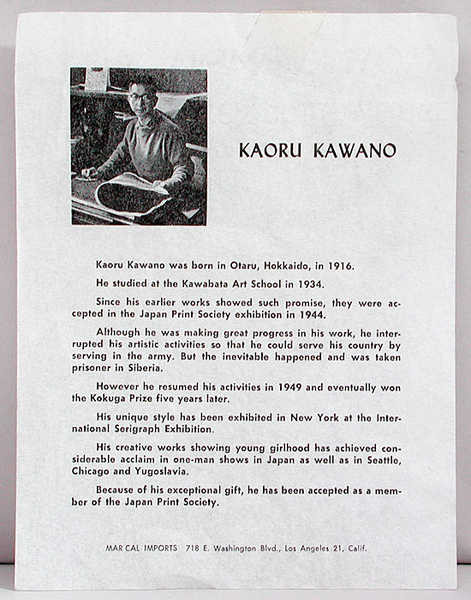 KAORU KAWANO
Kaoru Kawano was born in Otaru, Hokkaido, in 1916.
He studied at the Kawabata Art School in 1934.
Since his earlier works showed such promise, they were ac-
cepted in the Japan Print Society exhibition in 1944.
Although he was making great progress in his work, he inter-
rupted his artistic activities so that he could serve his country by
serving in the army. But the inevitable happened and was taken
prisoner in Siberia.
However he resumed his activities in 1949 and eventually won
the Kokuga Prize five years later.
His unique style has been exhibited in New York at the Inter-
national Serigraph Exhibition.
His creative works showing young girlhood has achieved con-
siderable acclaim in one-man shows in Japan as well as in Seattle,
Chicago and Yugoslavia.
Because of his exceptional gift, he has been accepted as a mem-
ber of the Japan Print Society.
MAR CAL IMPORTS 718 E. Washington Blvd., Los Angeles 21, Calif.